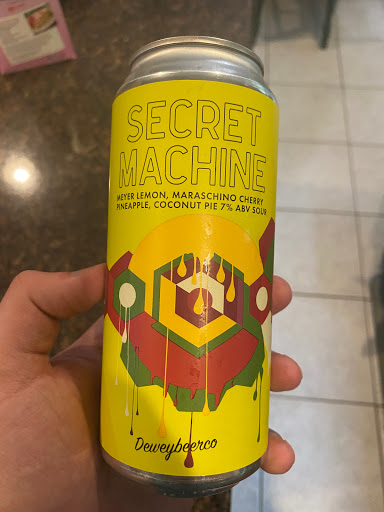 SECRET
MACHINE
MEYER LEMON, MARASCHINO CHERRY
PINEAPPLE, COCONUT PIE 7% ABV SOUR
Deweybeerco